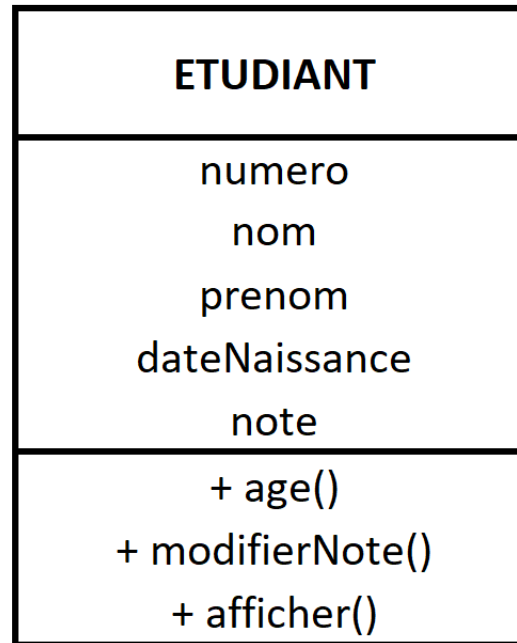 ETUDIANT
numero
nom
prenom
dateNaissance
note
+ age()
+ modifierNote()
+ afficher()